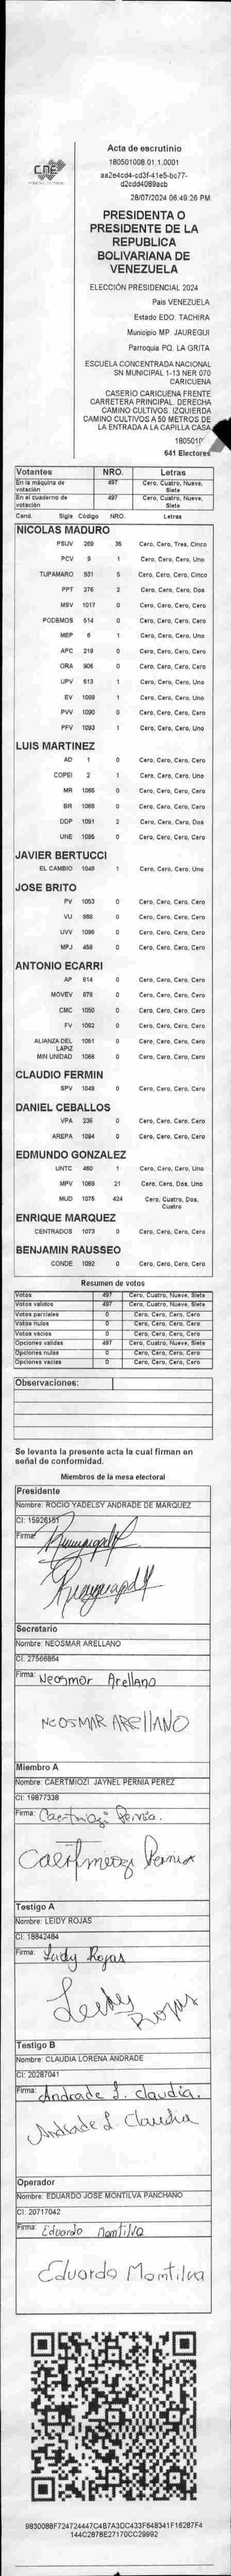 CNE
Acta de escrutinio
180501008.01.1.0001
aa2e4cd4-cd3f-41e5-bc77-
d2cdd4089acb
28/07/2024 06:49:26 PM
PRESIDENTA O
PRESIDENTE DE LA
REPUBLICA
BOLIVARIANA DE
VENEZUELA
ELECCIÓN PRESIDENCIAL 2024
Pais VENEZUELA
Estado EDO. TACHIRA
Municipio MP. JAUREGUI
Parroquia PQ. LA GRITA
ESCUELA CONCENTRADA NACIONAL
SN MUNICIPAL 1-13 NER 070
CARICUENA
CASERIO CARICUENA FRENTE
CARRETERA PRINCIPAL. DERECHA
CAMINO CULTIVOS. IZQUIERDA
CAMINO CULTIVOS A 50 METROS DE
LA ENTRADA A LA CAPILLA CASA
641 Electores
Votantes NRO. Letras
En la máquina de votación 497 Cero, Cuatro, Nueve, Siete
En el cuaderno de votación 497 Cero, Cuatro, Nueve, Siete
Cand. Sigla Código NRO. Letras
NICOLAS MADURO
PSUV 269 35 Cero, Cero, Tres, Cinco
PCV 9 1 Cero, Cero, Cero, Uno
TUPAMARO 931 5 Cero, Cero, Cero, Cinco
PPT 276 2 Cero, Cero, Cero, Dos
MSV 1017 0 Cero, Cero, Cero, Cero
PODEMOS 514 0 Cero, Cero, Cero, Cero
MEP 6 1 Cero, Cero, Cero, Uno
APC 219 0 Cero, Cero, Cero, Cero
ORA 906 0 Cero, Cero, Cero, Cero
UPV 513 1 Cero, Cero, Cero, Uno
EV 1089 1 Cero, Cero, Cero, Uno
PVV 1090 0 Cero, Cero, Cero, Cero
PFV 1093 1 Cero, Cero, Cero, Uno
LUIS MARTINEZ
AD 1 0 Cero, Cero, Cero, Cero
COPEI 2 1 Cero, Cero, Cero, Uno
MR 1065 0 Cero, Cero, Cero, Cero
BR 1066 0 Cero, Cero, Cero, Cero
DDP 1091 2 Cero, Cero, Cero, Dos
UNE 1095 0 Cero, Cero, Cero, Cero
JAVIER BERTUCCI
EL CAMBIO 1048 1 Cero, Cero, Cero, Uno
JOSE BRITO
PV 1053 0 Cero, Cero, Cero, Cero
VU 988 0 Cero, Cero, Cero, Cero
UVV 1096 0 Cero, Cero, Cero, Cero
MPJ 458 0 Cero, Cero, Cero, Cero
ANTONIO ECARRI
AP 914 0 Cero, Cero, Cero, Cero
MOVEV 978 0 Cero, Cero, Cero, Cero
CMC 1050 0 Cero, Cero, Cero, Cero
FV 1062 0 Cero, Cero, Cero, Cero
ALIANZA DEL LAPIZ 1061 0 Cero, Cero, Cero, Cero
MIN UNIDAD 1068 0 Cero, Cero, Cero, Cero
CLAUDIO FERMIN
SPV 1049 0 Cero, Cero, Cero, Cero
DANIEL CEBALLOS
VPA 236 0 Cero, Cero, Cero, Cero
AREPA 1094 0 Cero, Cero, Cero, Cero
EDMUNDO GONZALEZ
UNTC 460 1 Cero, Cero, Cero, Uno
MPV 1069 21 Cero, Cero, Dos, Uno
MUD 1075 424 Cero, Cuatro, Dos, Cuatro
ENRIQUE MARQUEZ
CENTRADOS 1073 0 Cero, Cero, Cero, Cero
BENJAMIN RAUSSEO
CONDE 1092 0 Cero, Cero, Cero, Cero
Resumen de votos
Votos 497 Cero, Cuatro, Nueve, Siete
Votos validos 497 Cero, Cuatro, Nueve, Siete
Votos parciales 0 Cero, Cero, Cero, Cero
Votos nulos 0 Cero, Cero, Cero, Cero
Votos vacios 0 Cero, Cero, Cero, Cero
Opciones validas 497 Cero, Cuatro, Nueve, Siete
Opciones nulas 0 Cero, Cero, Cero, Cero
Opciones vacias 0 Cero, Cero, Cero, Cero
Observaciones:
Se levanta la presente acta la cual firman en
señal de conformidad.
Miembros de la mesa electoral
Presidente
Nombre: ROCIO YADELSY ANDRADE DE MARQUEZ
CI: 15926151
Firma:
Secretario
Nombre: NEOSMAR ARELLANO
CI: 27566864
Firma: Neosmar Arellano
NEOSMAR ARELLANO
Miembro A
Nombre: CAERTMIOZI JAYNEL PERNIA PEREZ
CI: 19877338
Firma: Caertmiozi Pernia.
Caertmiozi Pernia
Testigo A
Nombre: LEIDY ROJAS
CI: 18842484
Firma: Leidy Rojas
Leidy Rojas
Testigo B
Nombre: CLAUDIA LORENA ANDRADE
CI: 20287041
Firma: Andrade L. claudia.
Andrade L. Claudia
Operador
Nombre: EDUARDO JOSE MONTILVA PANCHANO
CI: 20717042
Firma: Eduardo Montilva
Eduardo Montilva
9830088F724724447C4B7A3DC433F648341F16287F4
144C2878E27170CC29992